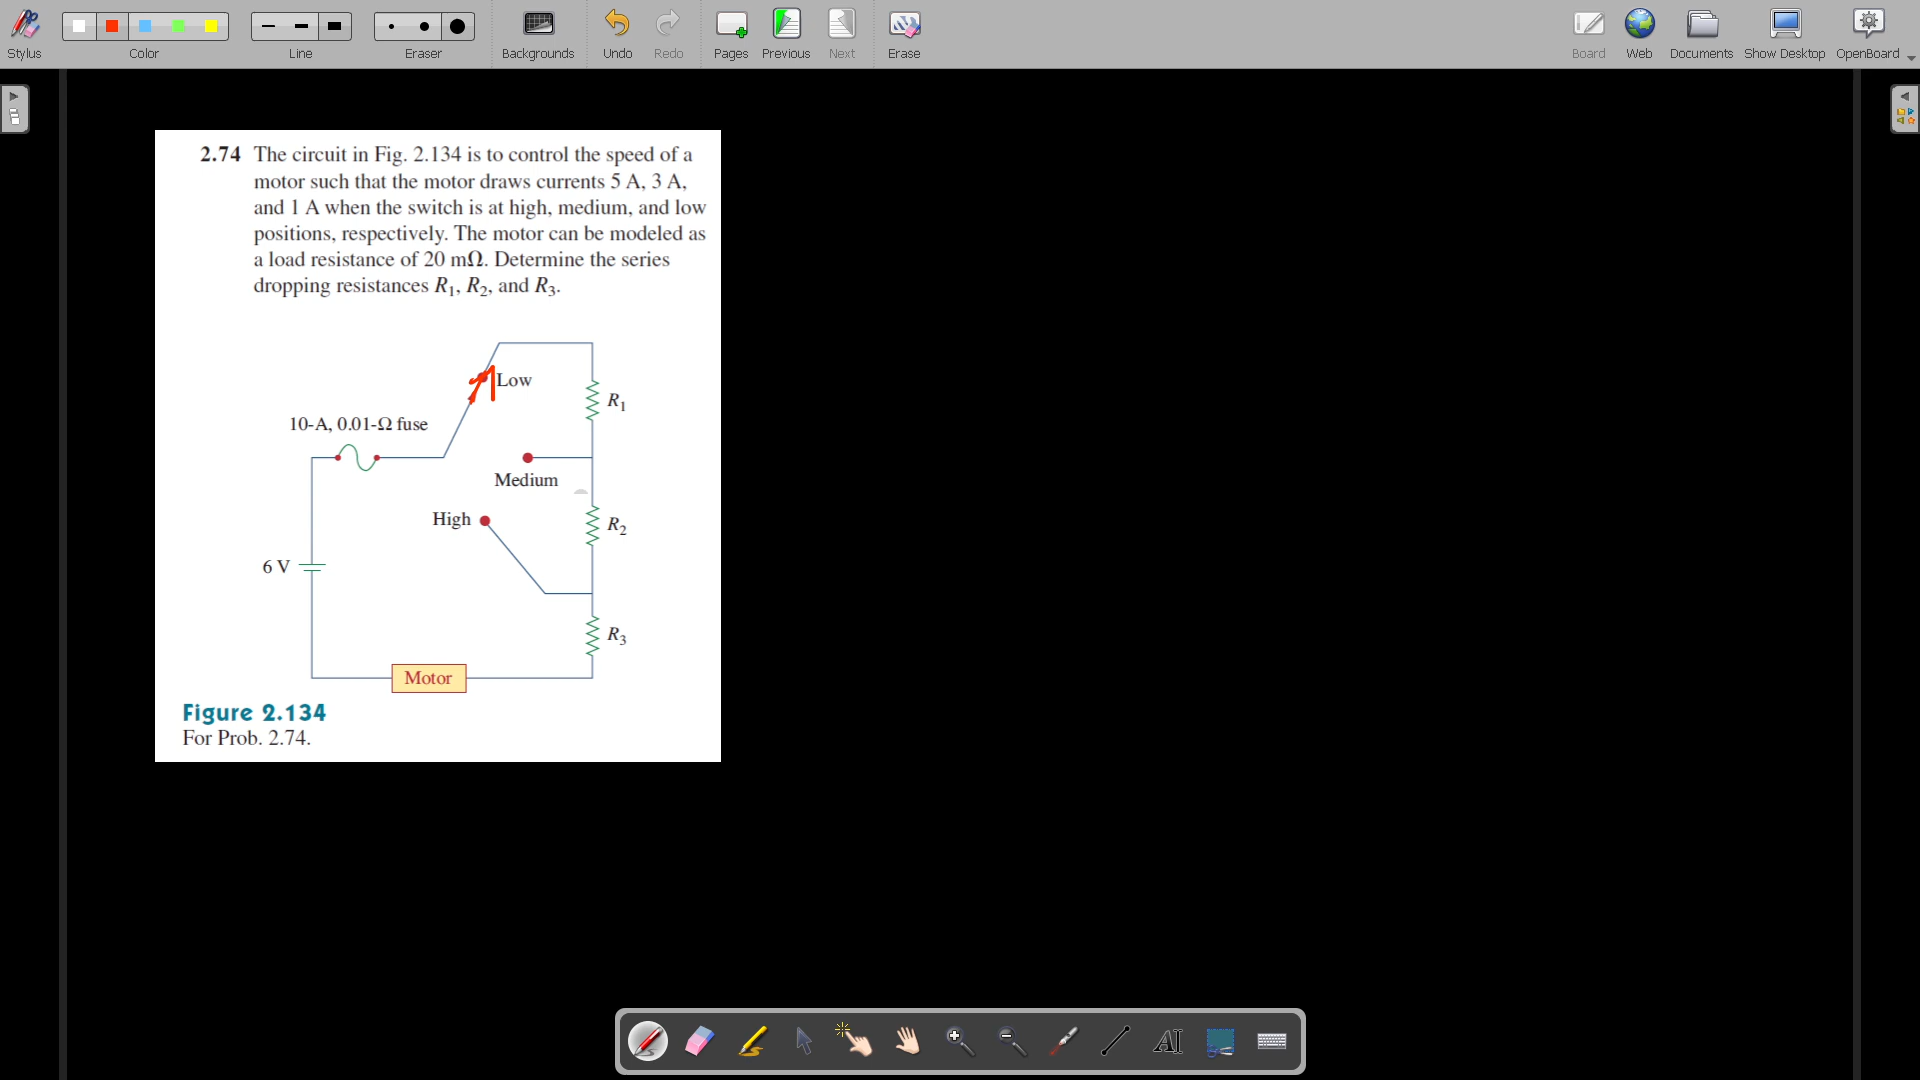 Stylus
Color
Line
Eraser
Backgrounds
Undo
Redo
Pages
Previous
Next
Erase
Board
Web
Documents
Show Desktop
OpenBoard
2.74 The circuit in Fig. 2.134 is to control the speed of a
motor such that the motor draws currents 5 A, 3 A,
and 1 A when the switch is at high, medium, and low
positions, respectively. The motor can be modeled as
a load resistance of 20 mΩ. Determine the series
dropping resistances R₁, R₂, and R₃.
Low
R₁
10-A, 0.01-Ω fuse
Medium
High
R₂
6 V
R₃
Motor
Figure 2.134
For Prob. 2.74.
AI